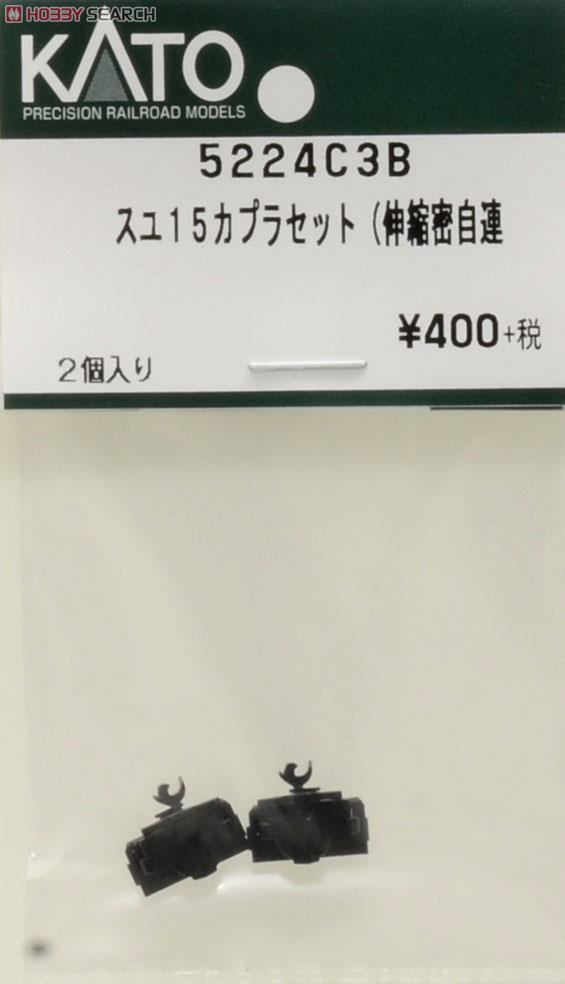 HOBBY SEARCH
KATO
PRECISION RAILROAD MODELS
5224C3B
スユ15カプラセット(伸縮密自連
¥400+税
2個入り